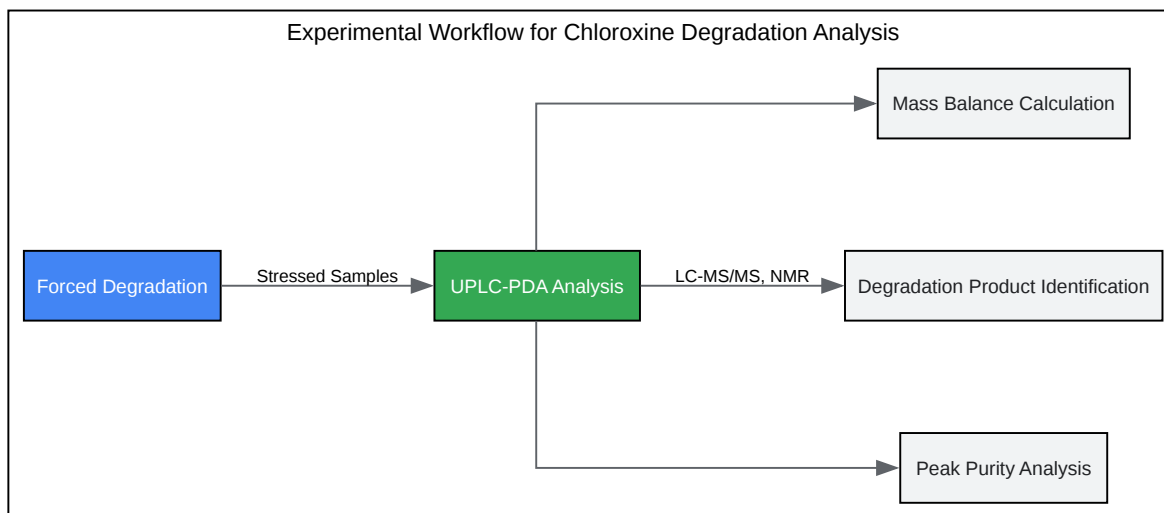 Experimental Workflow for Chloroxine Degradation Analysis
Mass Balance Calculation
Forced Degradation
Stressed Samples
UPLC-PDA Analysis
LC-MS/MS, NMR
Degradation Product Identification
Peak Purity Analysis